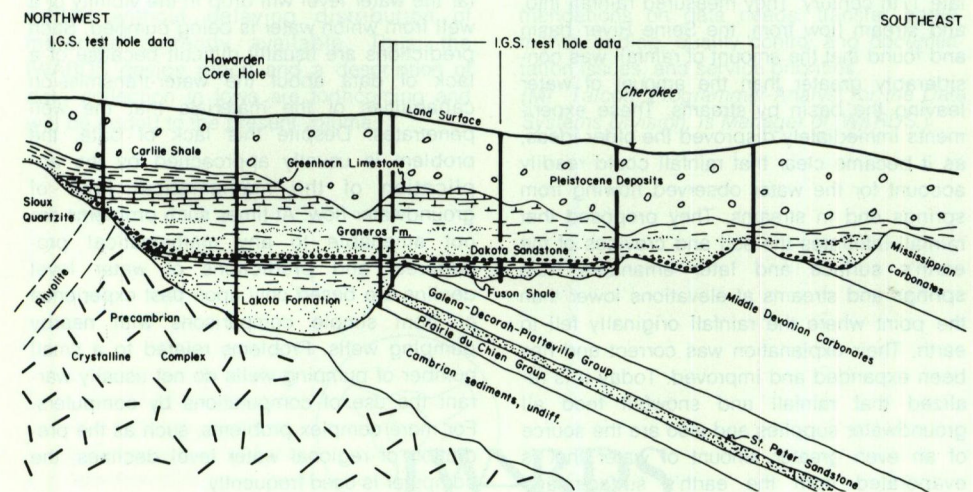 NORTHWEST
SOUTHEAST
I.G.S. test hole data
I.G.S. test hole data
Hawarden
Core Hole
Cherokee
Land Surface
Carlile Shale
Greenhorn Limestone
Pleistocene Deposits
Sioux
Quartzite
Graneros Fm.
Dakota Sandstone
Mississippian
Carbonates
Rhyolite
Fuson Shale
Lakota Formation
Middle Devonian Carbonates
Precambrian
Galena-Decorah-Platteville Group
Prairie du Chien Group
Crystalline Complex
Cambrian sediments, undiff.
St. Peter Sandstone